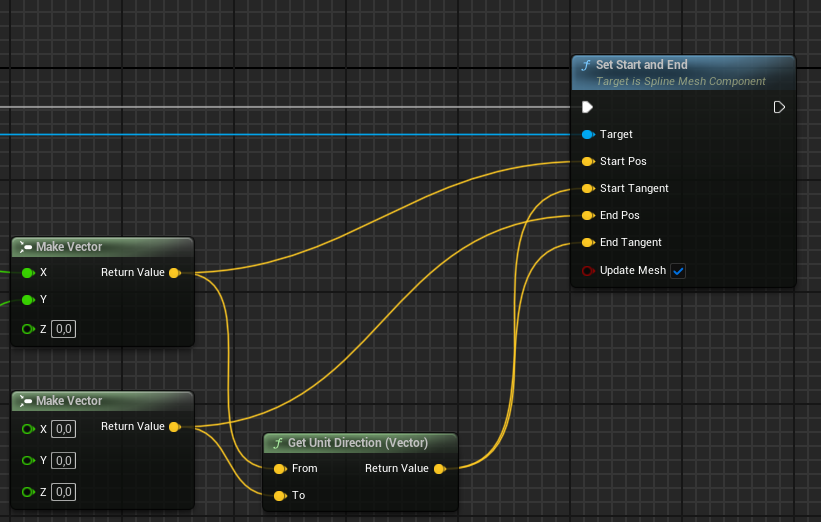 Set Start and End
Target is Spline Mesh Component
Target
Start Pos
Start Tangent
End Pos
End Tangent
Update Mesh
Make Vector
X Return Value
Y
Z 0,0
Make Vector
X 0,0 Return Value
Y 0,0
Z 0,0
Get Unit Direction (Vector)
From Return Value
To